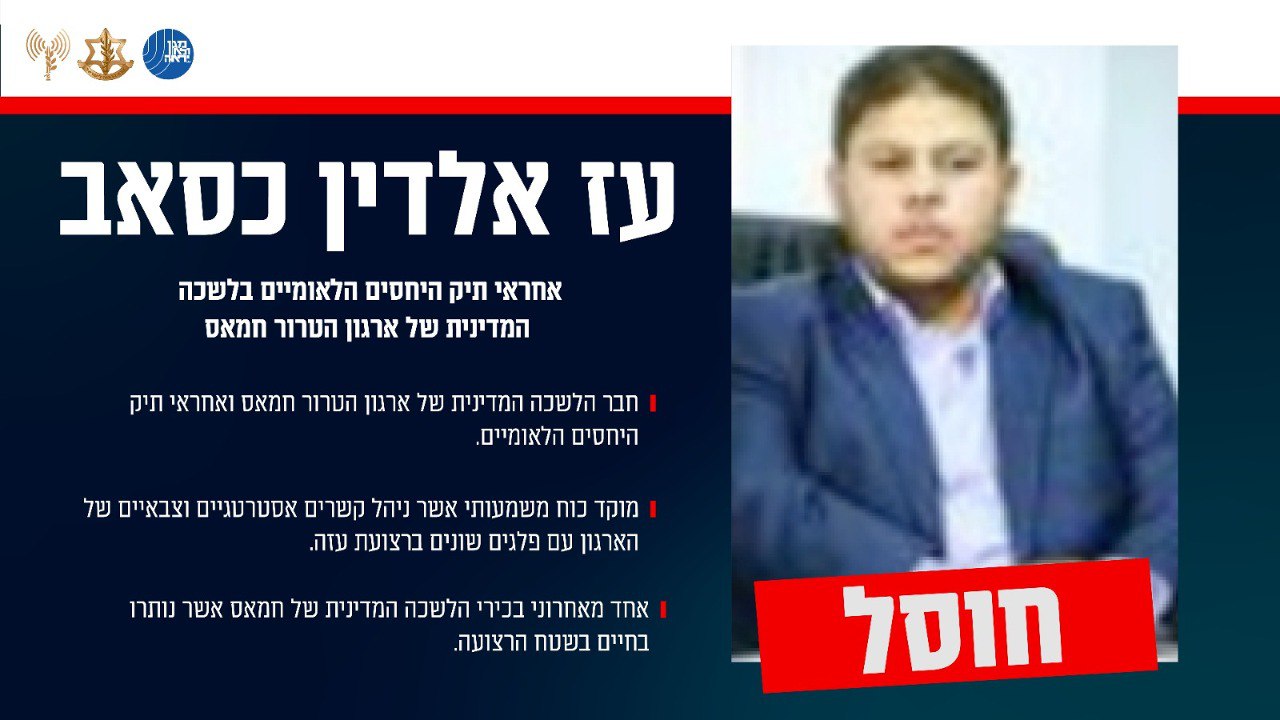 עז אלדין כסאב
אחראי תיק היחסים הלאומיים בלשכה
המדינית של ארגון הטרור חמאס
חבר הלשכה המדינית של ארגון הטרור חמאס ואחראי תיק
היחסים הלאומיים.
מוקד כוח משמעותי אשר ניהל קשרים אסטרטגיים וצבאיים של
הארגון עם פלגים שונים ברצועת עזה.
אחד מאחרוני בכירי הלשכה המדינית של חמאס אשר נותרו
בחיים בשטח הרצועה.
חוסל